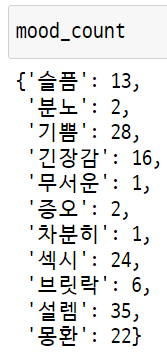 mood_count
{'슬픔': 13,
'분노': 2,
'기쁨': 28,
'긴장감': 16,
'무서운': 1,
'증오': 2,
'차분히': 1,
'섹시': 24,
'브릿락': 6,
'설렘': 35,
'몽환': 22}